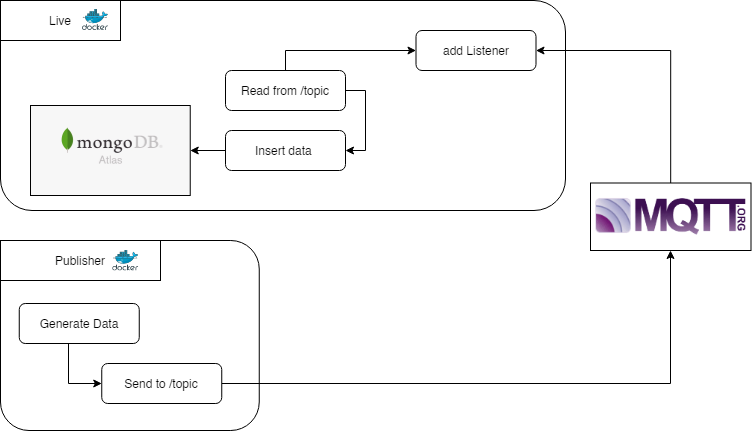 Live
docker
add Listener
Read from /topic
Insert data
mongoDB
Atlas
MQTT.ORG
Publisher
docker
Generate Data
Send to /topic